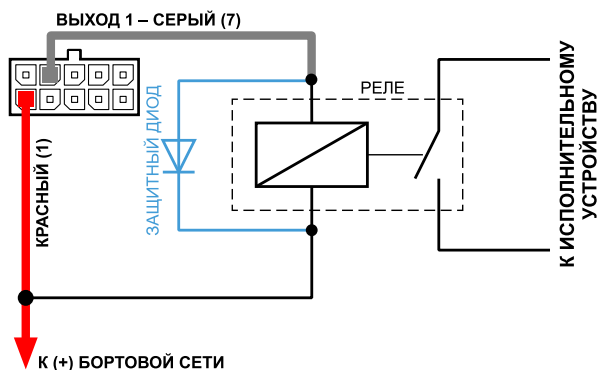 ВЫХОД 1 – СЕРЫЙ (7)
РЕЛЕ
ЗАЩИТНЫЙ ДИОД
КРАСНЫЙ (1)
К ИСПОЛНИТЕЛЬНОМУ
УСТРОЙСТВУ
К (+) БОРТОВОЙ СЕТИ